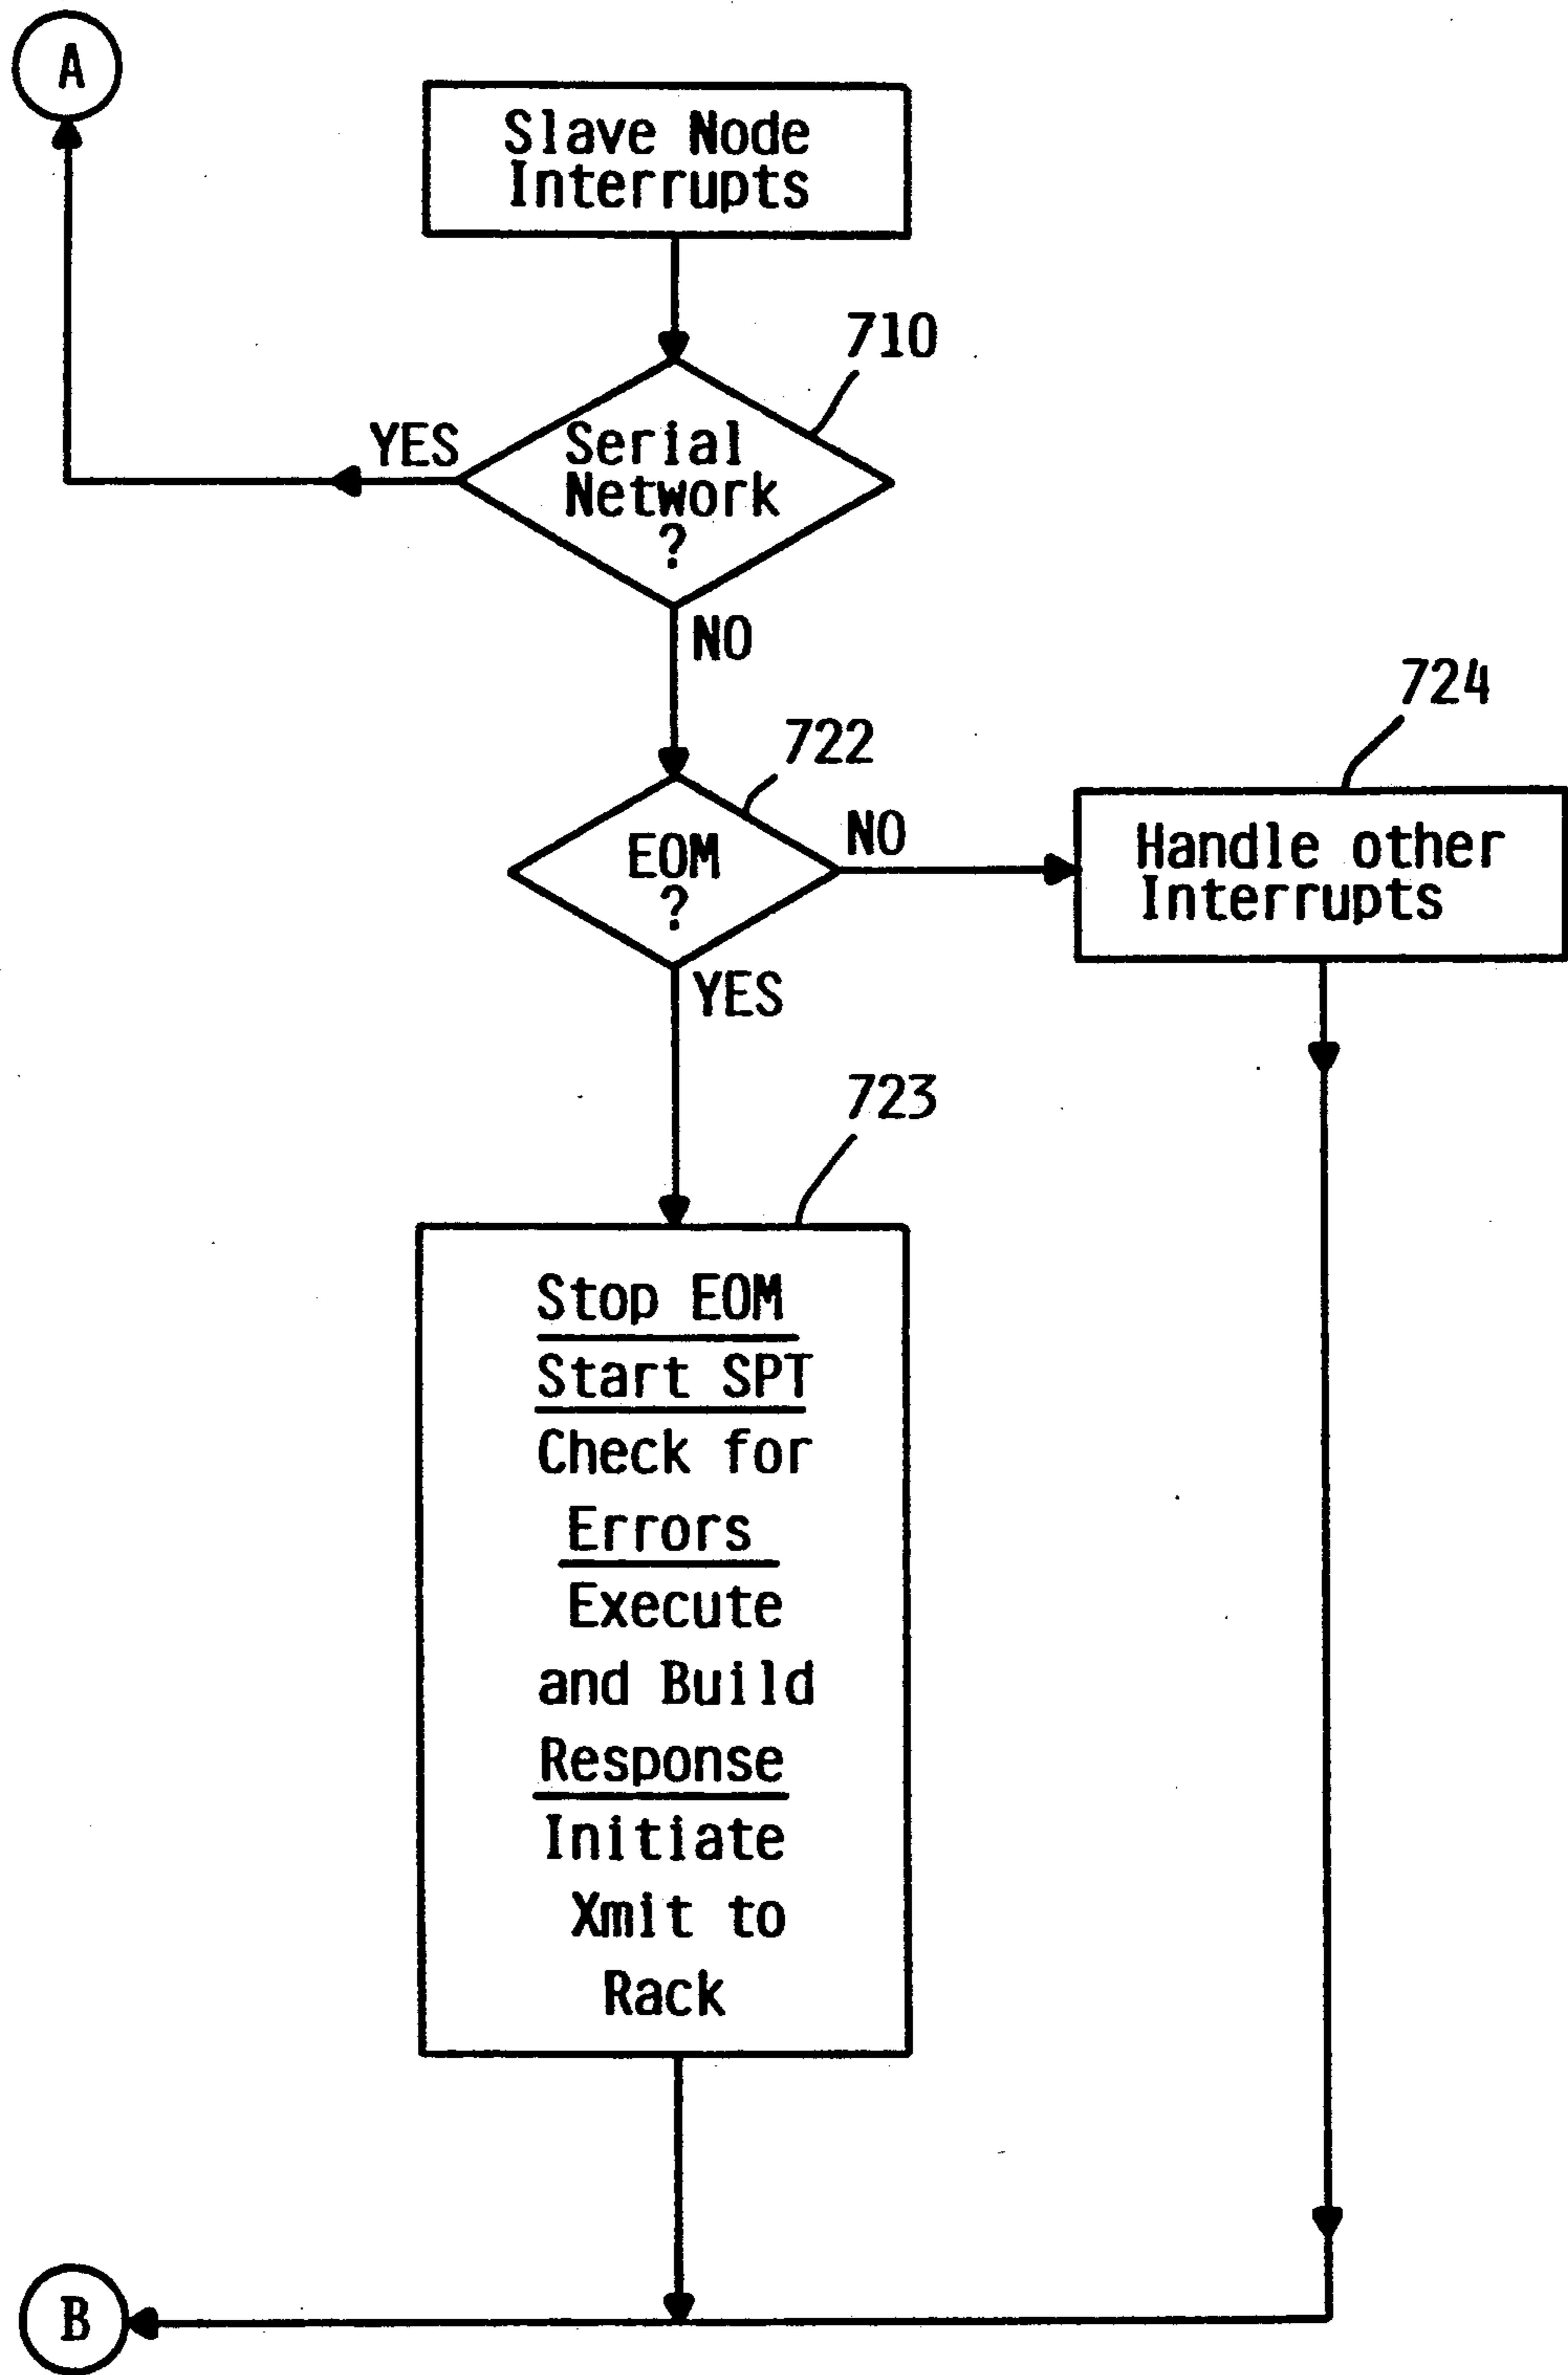 A
Slave Node
Interrupts
710
YES
Serial
Network
?
NO
724
722
NO
Handle other
Interrupts
EOM
?
YES
723
Stop EOM
Start SPT
Check for
Errors
Execute
and Build
Response
Initiate
Xmit to
Rack
B